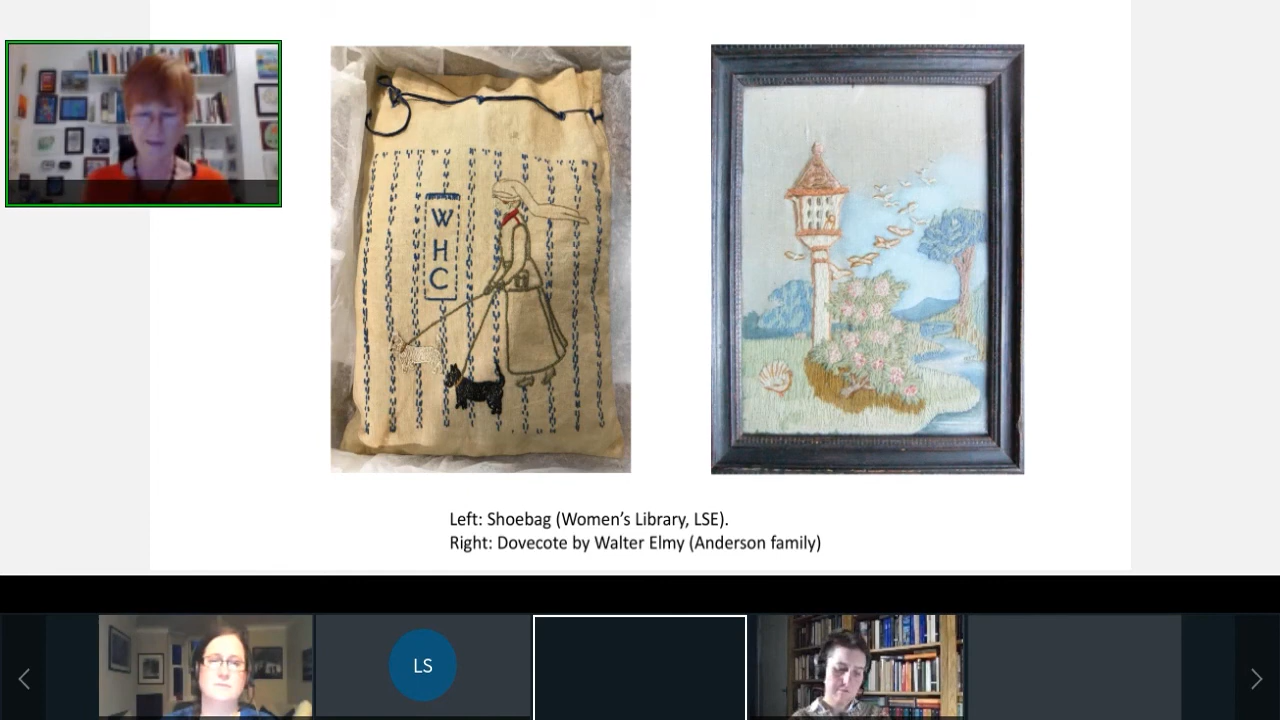 W
H
C
Left: Shoebag (Women's Library, LSE).
Right: Dovecote by Walter Elmy (Anderson family)
LS